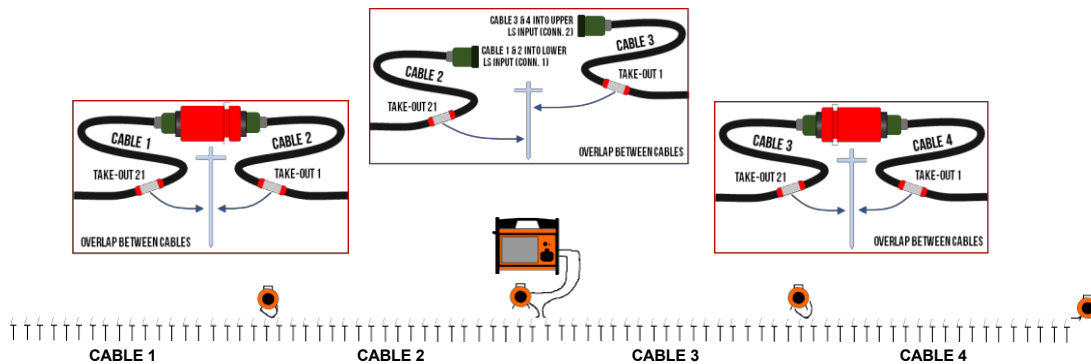 CABLE 3 & 4 INTO UPPER
LS INPUT (CONN. 2)
CABLE 1 & 2 INTO LOWER
LS INPUT (CONN. 1)
CABLE 2
CABLE 3
TAKE-OUT 21
TAKE-OUT 1
OVERLAP BETWEEN CABLES
CABLE 1
CABLE 2
TAKE-OUT 21
TAKE-OUT 1
OVERLAP BETWEEN CABLES
CABLE 3
CABLE 4
TAKE-OUT 21
TAKE-OUT 1
OVERLAP BETWEEN CABLES
CABLE 1
CABLE 2
CABLE 3
CABLE 4